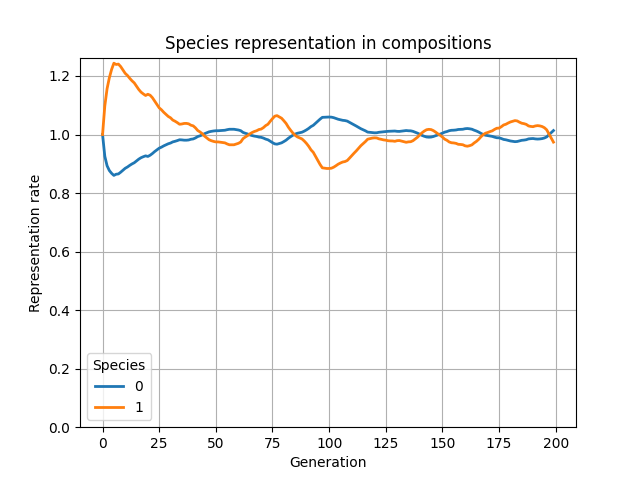 Species representation in compositions
1.2
1.0
0.8
0.6
0.4
0.2
0.0
Representation rate
Species
0
1
0 25 50 75 100 125 150 175 200
Generation